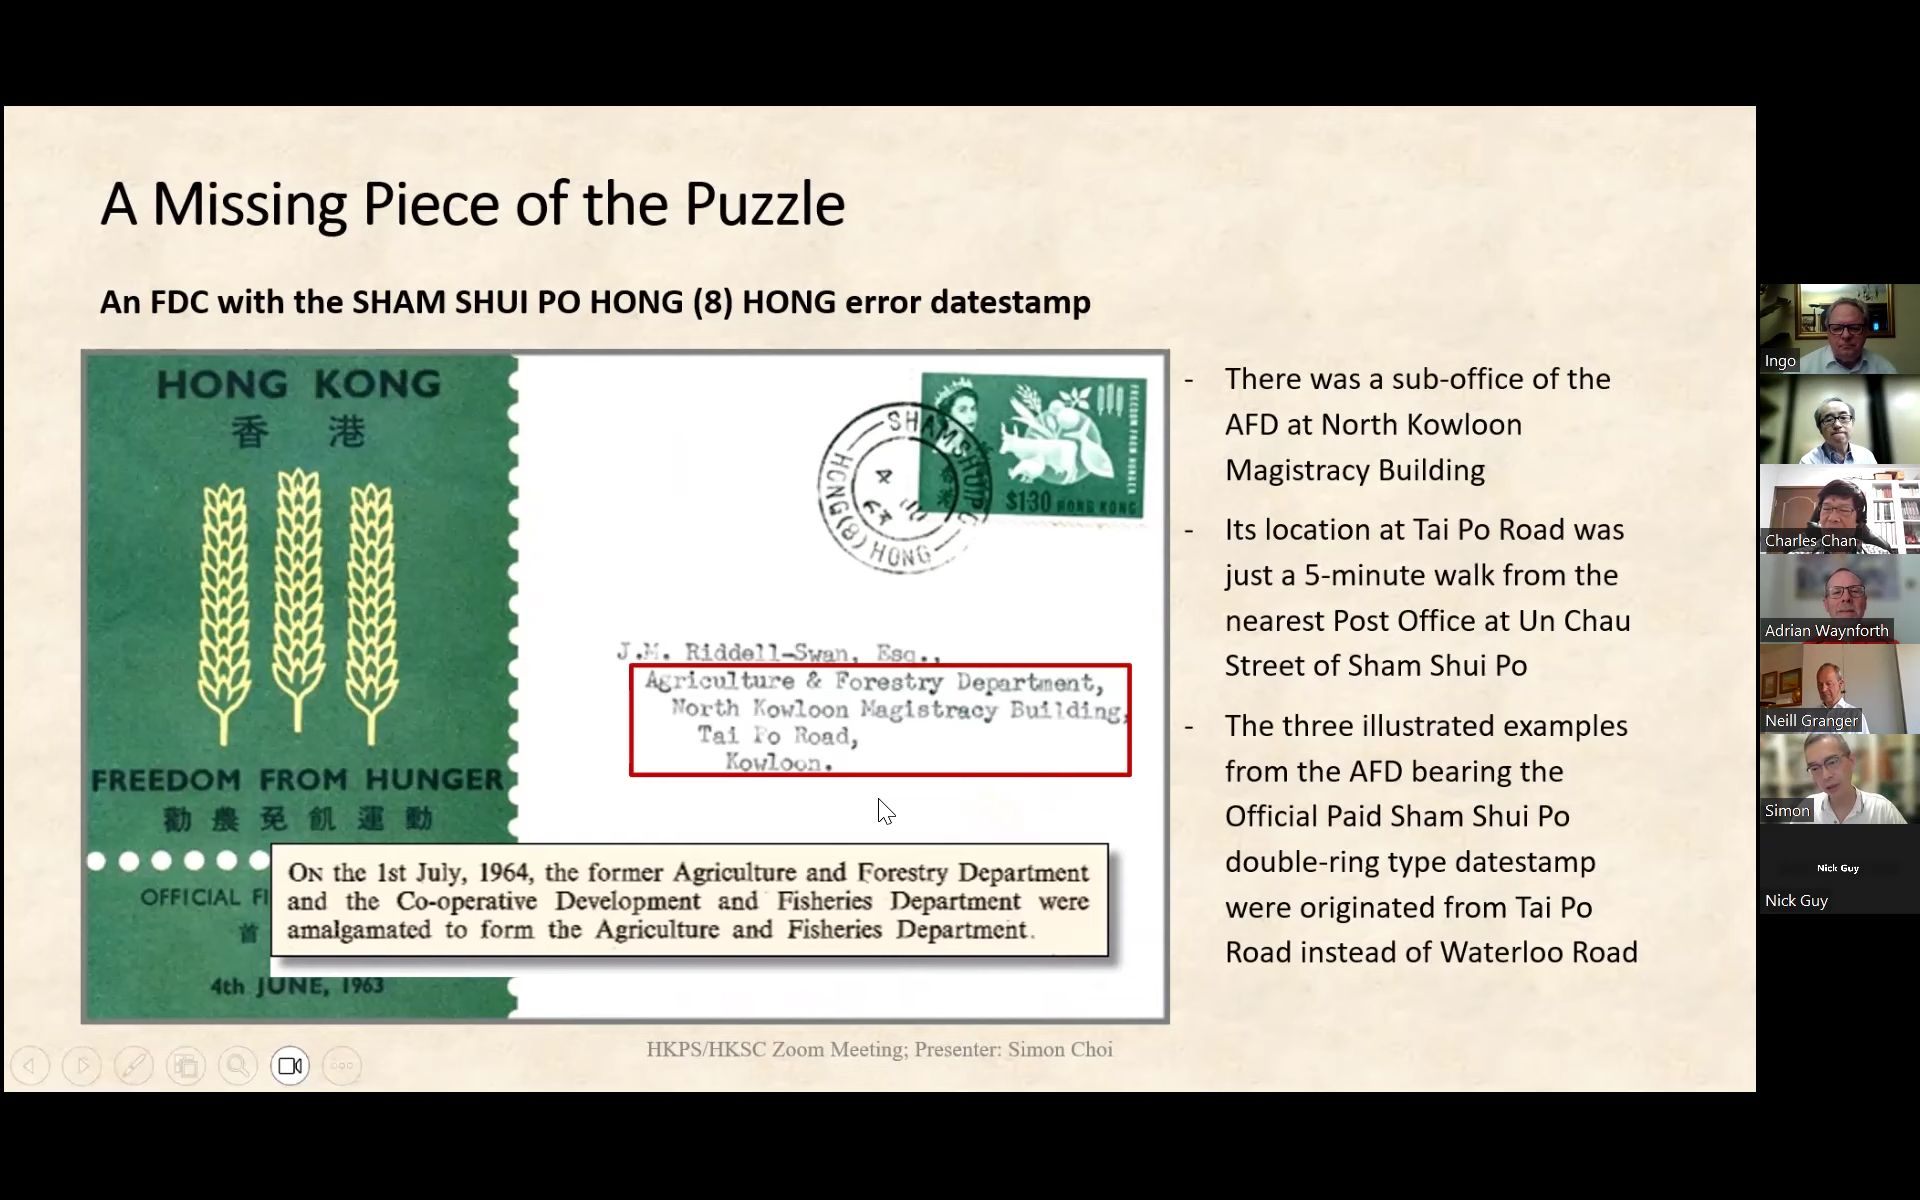 A Missing Piece of the Puzzle
An FDC with the SHAM SHUI PO HONG (8) HONG error datestamp
HONG KONG
香 港
FREEDOM FROM HUNGER
勸 農 免 飢 運 動
OFFICIAL FI
首
4th JUNE, 1963
SHAM SHUI PO
HONG (8) HONG
香港
4
63
FREEDOM FROM HUNGER
$1.30 HONG KONG
J.M. Riddell-Swan, Esq.,
Agriculture & Forestry Department,
North Kowloon Magistracy Building,
Tai Po Road,
Kowloon.
ON the 1st July, 1964, the former Agriculture and Forestry Department
and the Co-operative Development and Fisheries Department were
amalgamated to form the Agriculture and Fisheries Department.
- There was a sub-office of the
AFD at North Kowloon
Magistracy Building
- Its location at Tai Po Road was
just a 5-minute walk from the
nearest Post Office at Un Chau
Street of Sham Shui Po
- The three illustrated examples
from the AFD bearing the
Official Paid Sham Shui Po
double-ring type datestamp
were originated from Tai Po
Road instead of Waterloo Road
HKPS/HKSC Zoom Meeting; Presenter: Simon Choi
Ingo
Charles Chan
Adrian Waynforth
Neill Granger
Simon
Nick Guy
Nick Guy